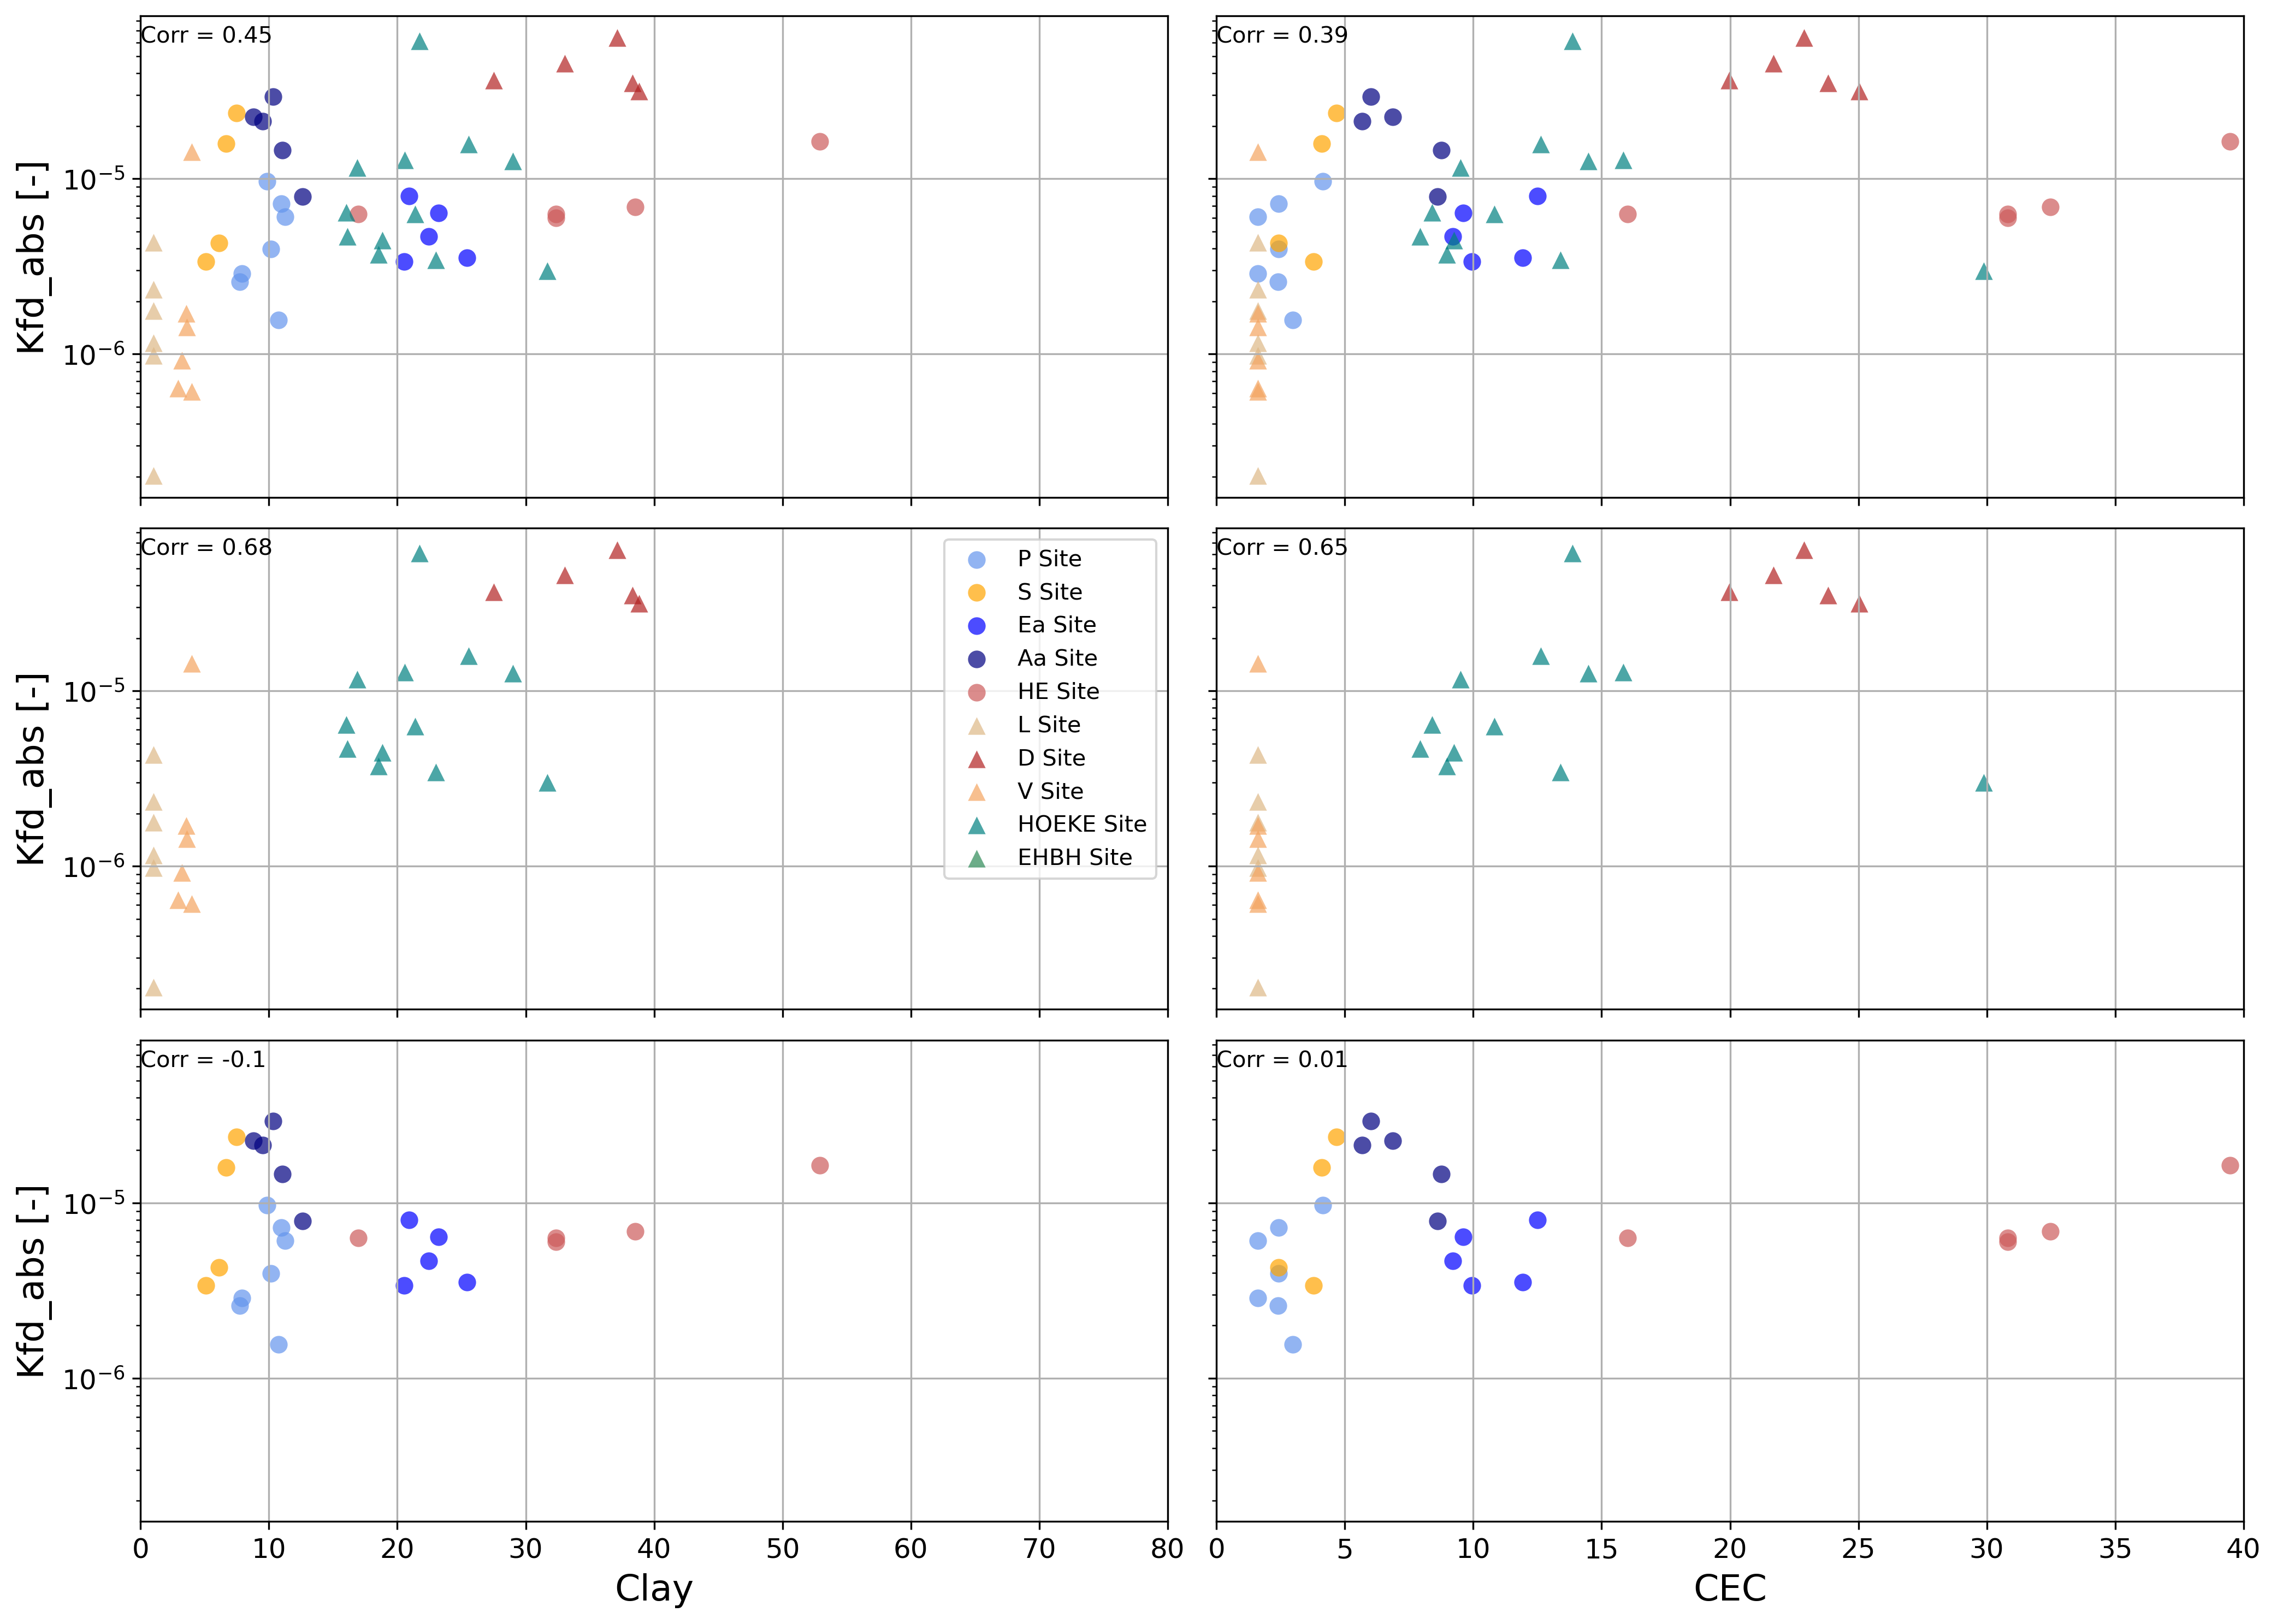 Corr = 0.45
Corr = 0.39
Kfd_abs [-]
10⁻⁵
10⁻⁶
Corr = 0.68
Corr = 0.65
Kfd_abs [-]
10⁻⁵
10⁻⁶
P Site
S Site
Ea Site
Aa Site
HE Site
L Site
D Site
V Site
HOEKE Site
EHBH Site
Corr = -0.1
Corr = 0.01
Kfd_abs [-]
10⁻⁵
10⁻⁶
0 10 20 30 40 50 60 70 80
0 5 10 15 20 25 30 35 40
Clay
CEC